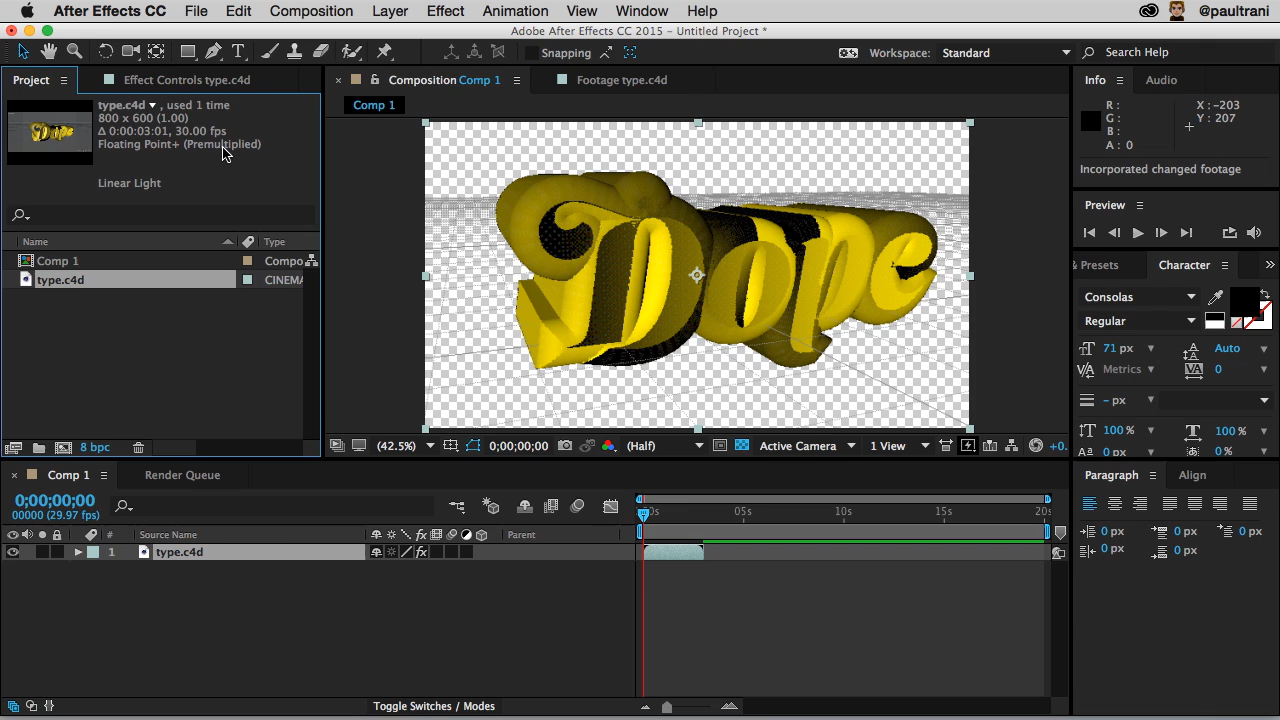 After Effects CC File Edit Composition Layer Effect Animation View Window Help @paultrani
Adobe After Effects CC 2015 - Untitled Project *
Snapping Workspace: Standard Search Help
Project Effect Controls type.c4d Composition Comp 1 Footage type.c4d Info Audio
type.c4d , used 1 time
800 x 600 (1.00)
Δ 0:00:03:01, 30.00 fps
Floating Point+ (Premultiplied)
Linear Light
Name Type
Comp 1 Compo
type.c4d CINEMA
8 bpc
Comp 1
Dope
(42.5%) 0;00;00;00 (Half) Active Camera 1 View +0.
R :
G :
B :
A : 0
X : -203
Y : 207
Incorporated changed footage
Preview
Presets Character
Consolas
Regular
71 px Auto
Metrics 0
- px
100 % 100 %
0 px 0 %
Comp 1 Render Queue Paragraph Align
0;00;00;00
00000 (29.97 fps)
05s 10s 15s 20s
# Source Name Parent
1 type.c4d
0 px 0 px 0 px
0 px 0 px
Toggle Switches / Modes